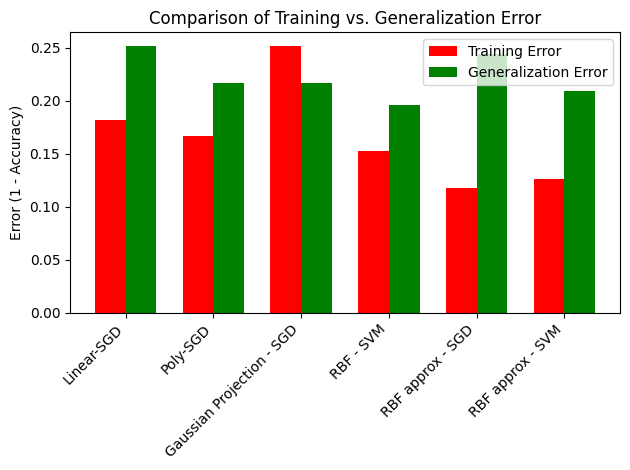 Comparison of Training vs. Generalization Error
Training Error
Generalization Error
Error (1 - Accuracy)
0.25
0.20
0.15
0.10
0.05
0.00
Linear-SGD
Poly-SGD
Gaussian Projection - SGD
RBF - SVM
RBF approx - SGD
RBF approx - SVM